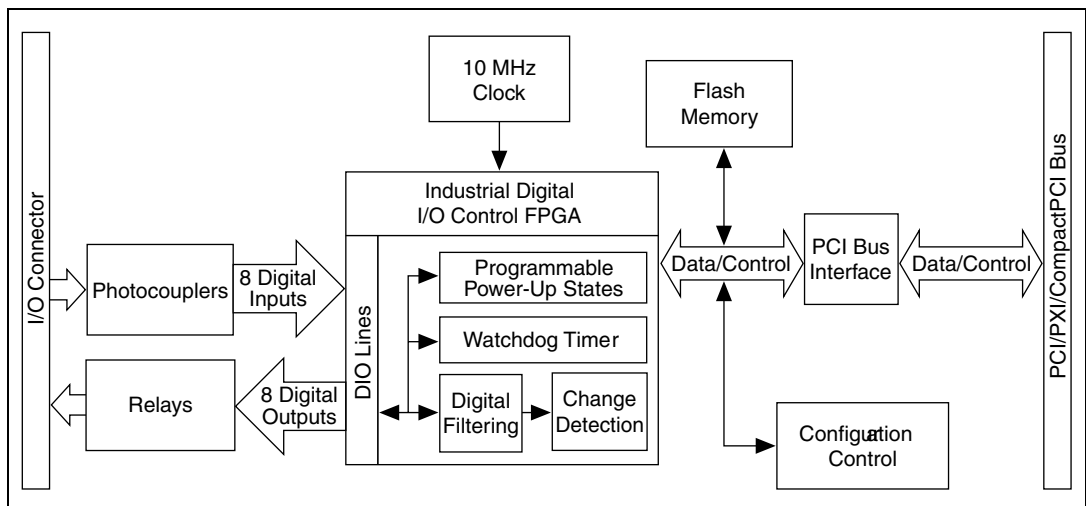 I/O Connector
10 MHz
Clock
Flash
Memory
PCI/PXI/CompactPCI Bus
Industrial Digital
I/O Control FPGA
Photocouplers
8 Digital
Inputs
DIO Lines
Programmable
Power-Up States
Data/Control
PCI Bus
Interface
Data/Control
Watchdog Timer
Relays
8 Digital
Outputs
Digital
Filtering
Change
Detection
Configuration
Control